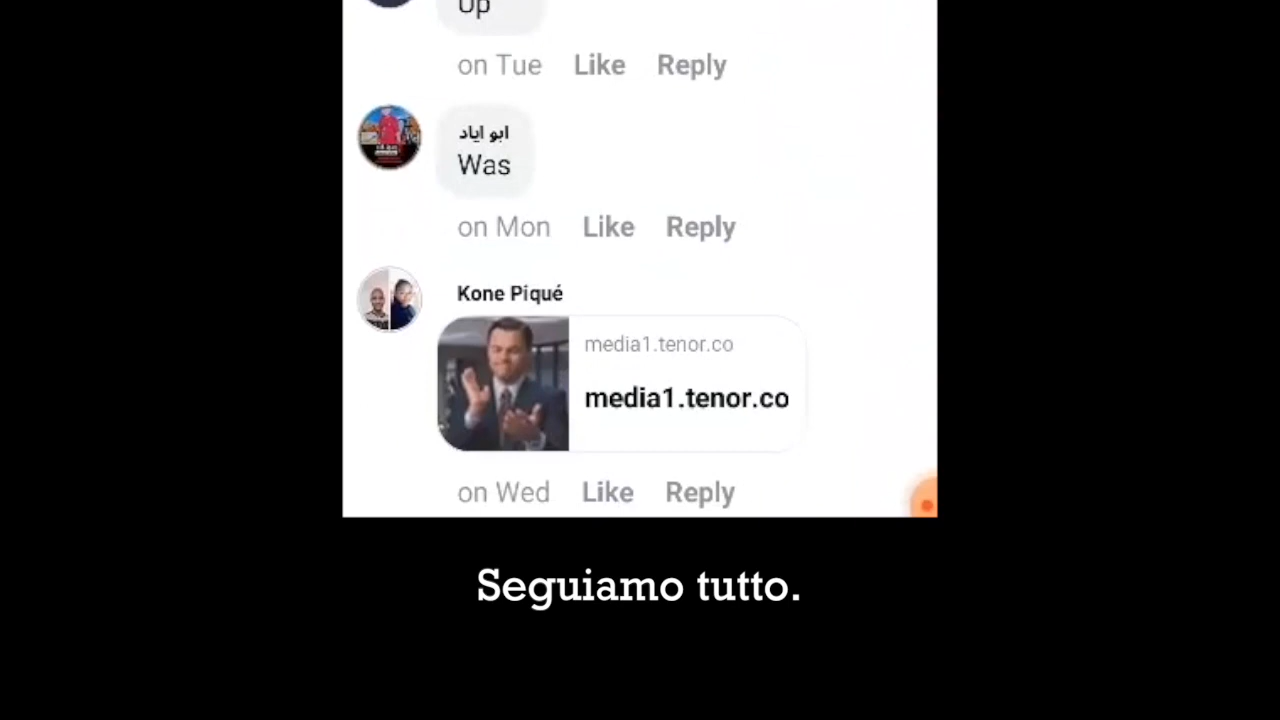 Up
on Tue Like Reply
ابو اياد
Was
on Mon Like Reply
Kone Piqué
media1.tenor.co
media1.tenor.co
on Wed Like Reply
Seguiamo tutto.